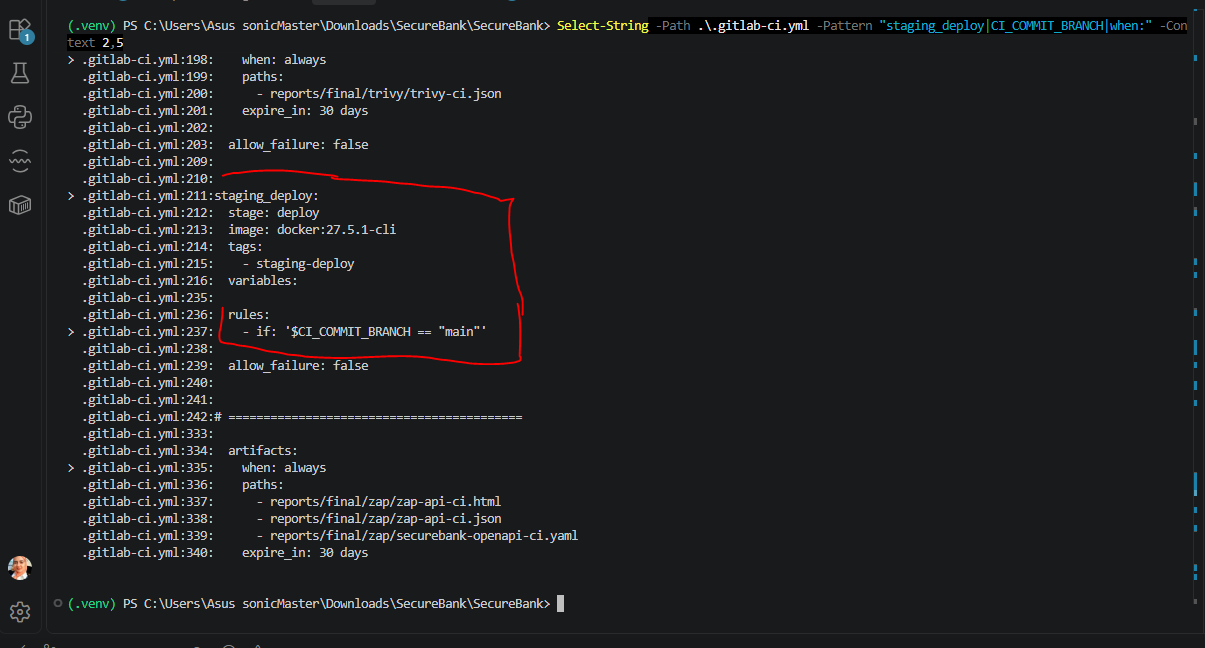 (.venv) PS C:\Users\Asus sonicMaster\Downloads\SecureBank\SecureBank> Select-String -Path .\.gitlab-ci.yml -Pattern "staging_deploy|CI_COMMIT_BRANCH|when:" -Con
text 2,5
> .gitlab-ci.yml:198:    when: always
  .gitlab-ci.yml:199:    paths:
  .gitlab-ci.yml:200:      - reports/final/trivy/trivy-ci.json
  .gitlab-ci.yml:201:    expire_in: 30 days
  .gitlab-ci.yml:202:
  .gitlab-ci.yml:203:  allow_failure: false
  .gitlab-ci.yml:209:
  .gitlab-ci.yml:210:
> .gitlab-ci.yml:211:staging_deploy:
  .gitlab-ci.yml:212:  stage: deploy
  .gitlab-ci.yml:213:  image: docker:27.5.1-cli
  .gitlab-ci.yml:214:  tags:
  .gitlab-ci.yml:215:    - staging-deploy
  .gitlab-ci.yml:216:  variables:
  .gitlab-ci.yml:235:
  .gitlab-ci.yml:236:  rules:
> .gitlab-ci.yml:237:    - if: '$CI_COMMIT_BRANCH == "main"'
  .gitlab-ci.yml:238:
  .gitlab-ci.yml:239:  allow_failure: false
  .gitlab-ci.yml:240:
  .gitlab-ci.yml:241:
  .gitlab-ci.yml:242:# ==========================================
  .gitlab-ci.yml:333:
  .gitlab-ci.yml:334:  artifacts:
> .gitlab-ci.yml:335:    when: always
  .gitlab-ci.yml:336:    paths:
  .gitlab-ci.yml:337:      - reports/final/zap/zap-api-ci.html
  .gitlab-ci.yml:338:      - reports/final/zap/zap-api-ci.json
  .gitlab-ci.yml:339:      - reports/final/zap/securebank-openapi-ci.yaml
  .gitlab-ci.yml:340:    expire_in: 30 days
(.venv) PS C:\Users\Asus sonicMaster\Downloads\SecureBank\SecureBank>
1